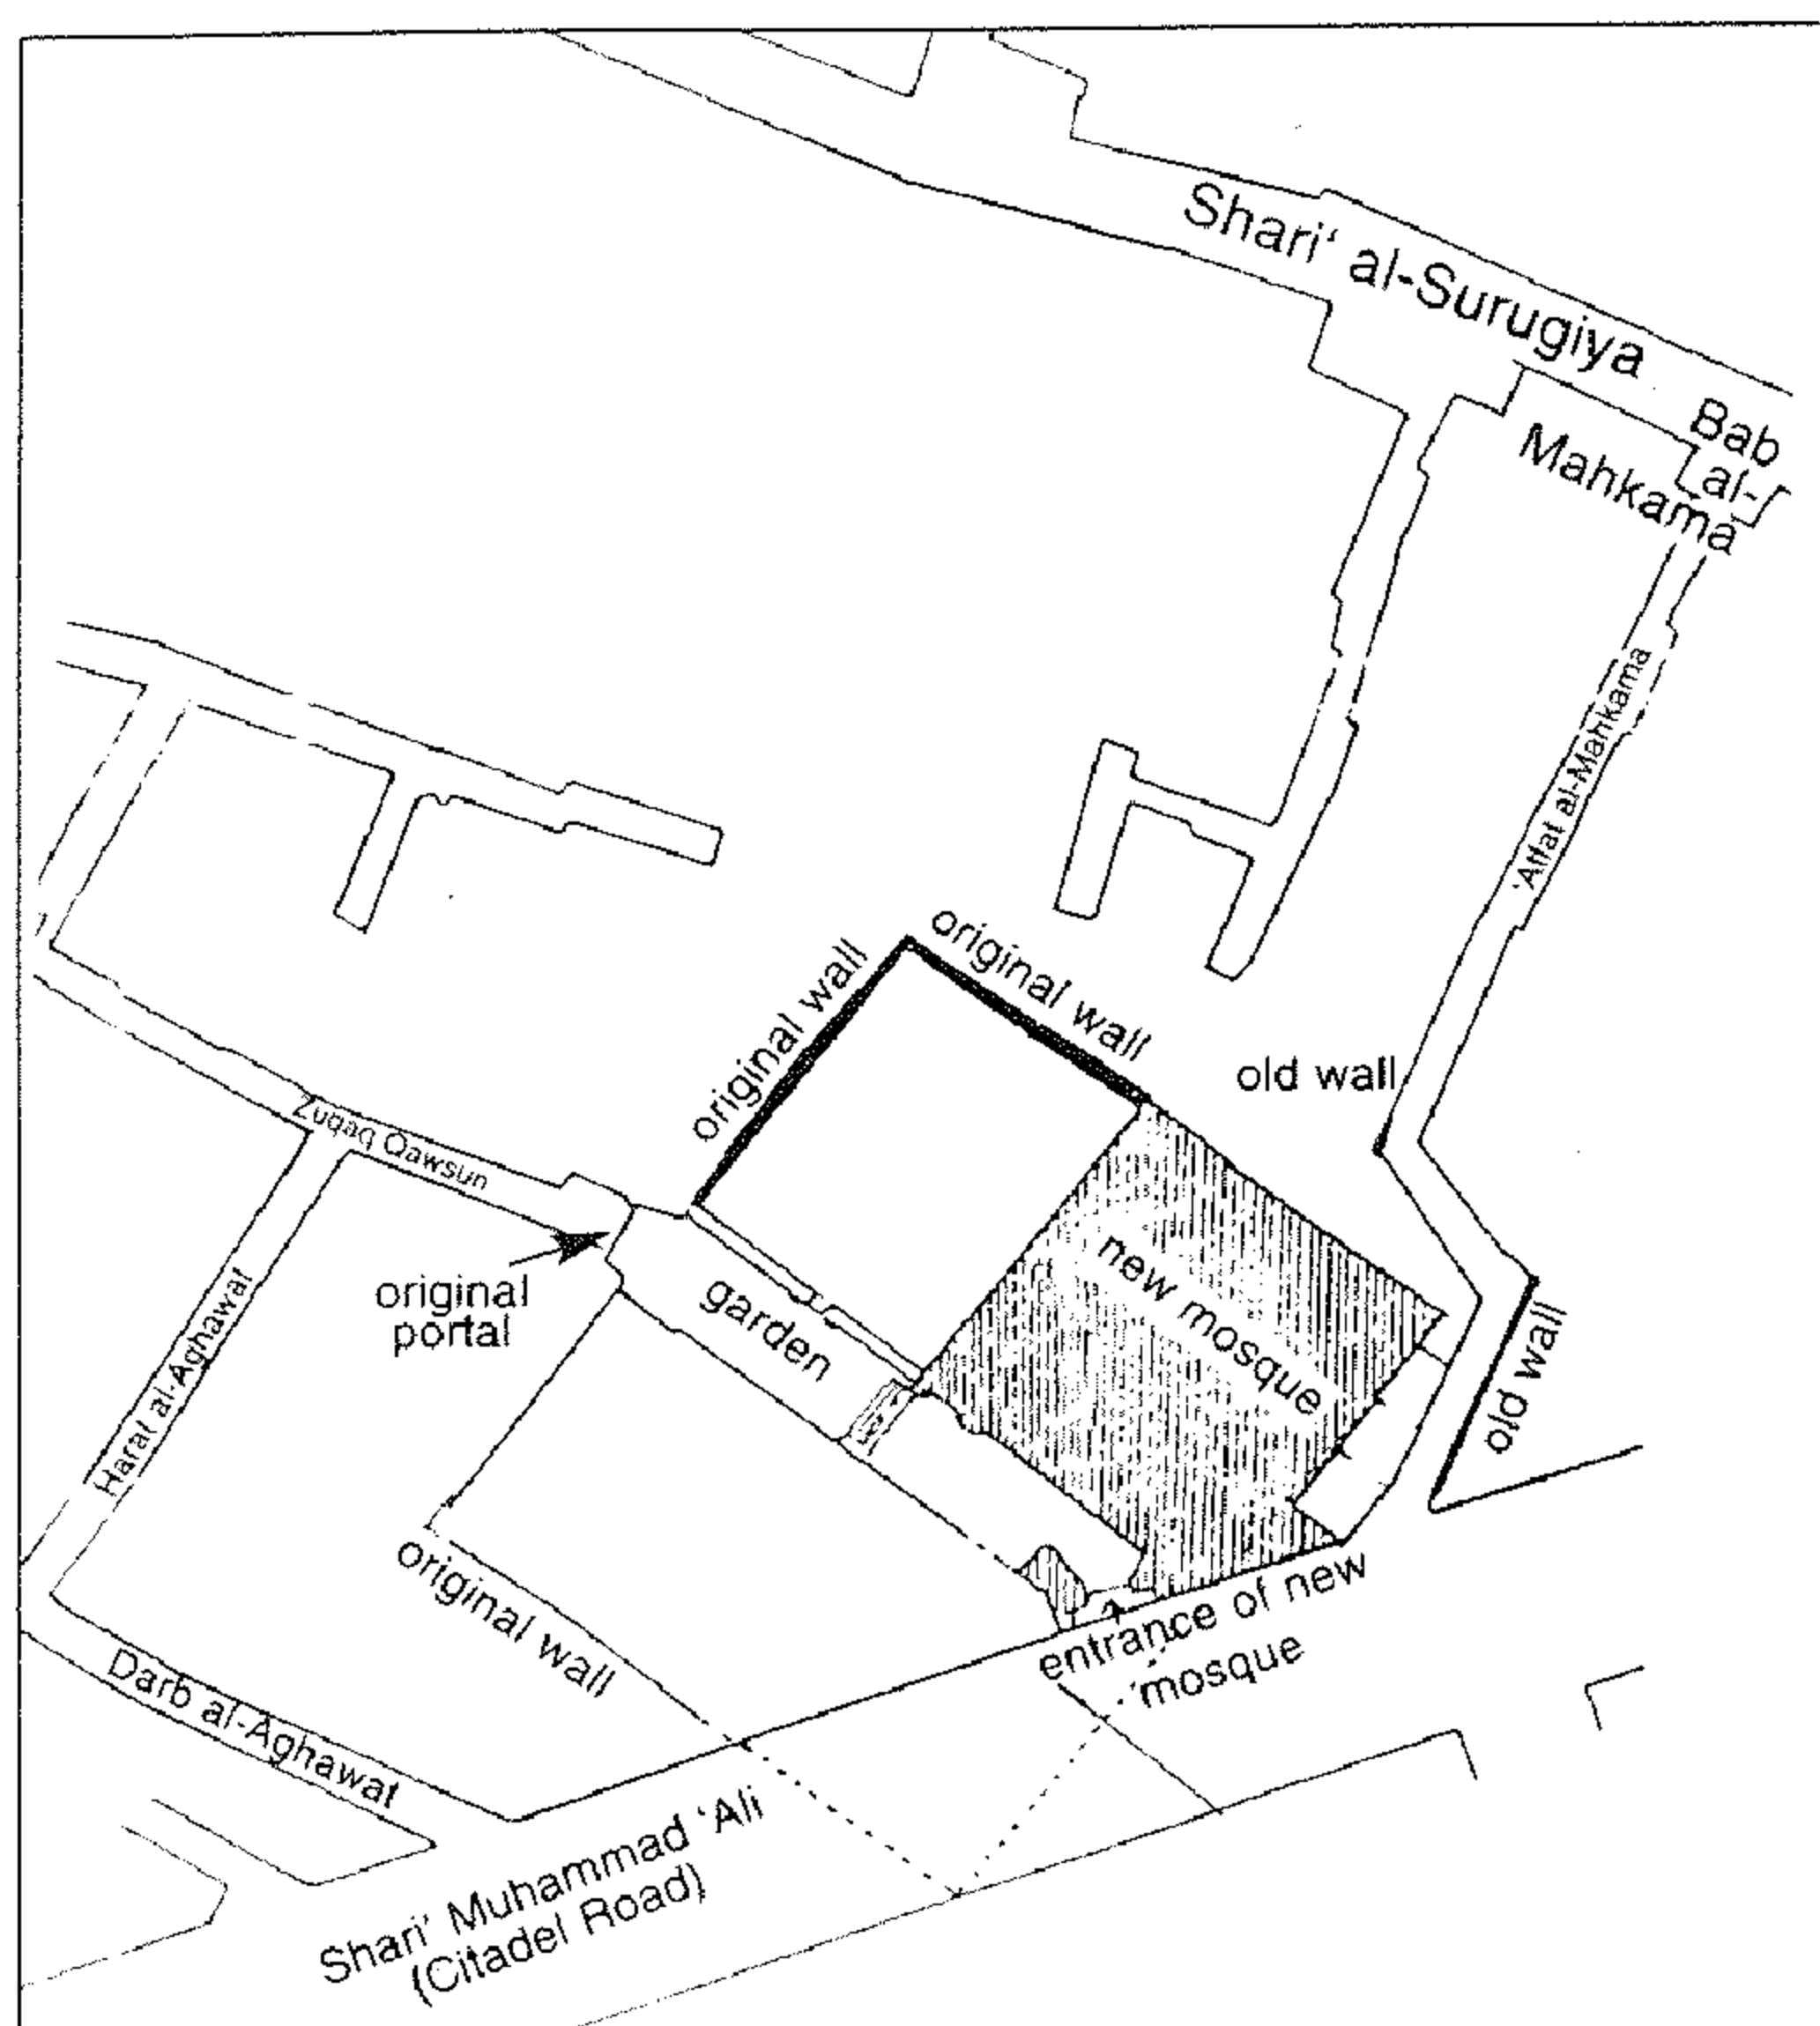 Shari‘ al-Surugiya
Bab
al-
Mahkama
‘Atfat al-Mahkama
original wall
original wall
old wall
Zuqaq Qawsun
original
portal
garden
new mosque
old wall
Harat al-Aghawat
original wall
entrance of new
mosque
Darb al-Aghawat
Shari‘ Muhammad ‘Ali
(Citadel Road)